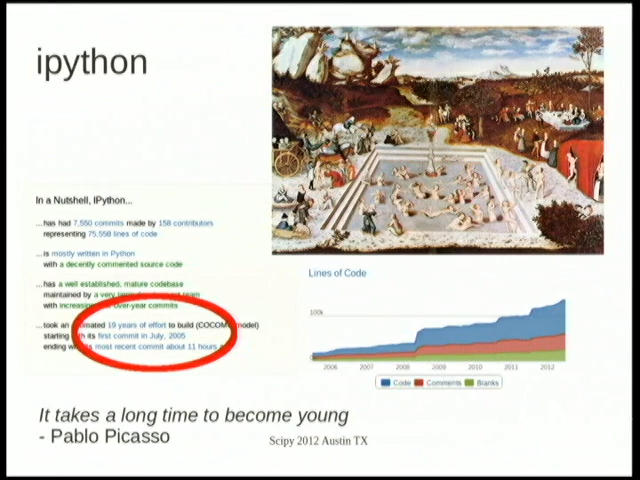 ipython
In a Nutshell, IPython...
...has had 7,550 commits made by 158 contributors
representing 75,558 lines of code
...is mostly written in Python
with a decently commented source code
...has a well established, mature codebase
maintained by a very team
with increasing over-year commits
...took an 19 years of effort to build (COCOMO model)
starting its first commit in July, 2005
ending most recent commit about 11 hours
Lines of Code
100k
0
2006 2007 2008 2009 2010 2011 2012
Code Comments Blanks
It takes a long time to become young
- Pablo Picasso
Scipy 2012 Austin TX